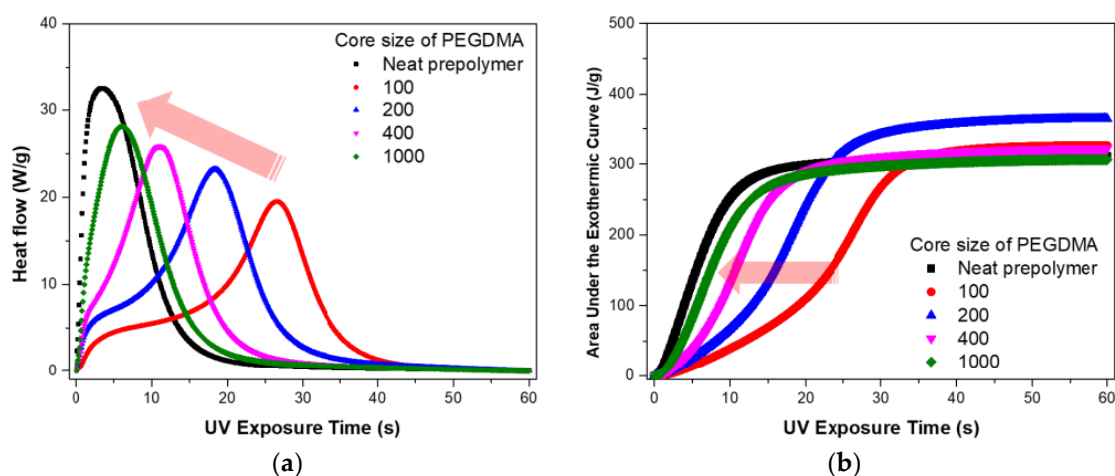 40
30
20
10
0
Heat flow (W/g)
0 10 20 30 40 50 60
UV Exposure Time (s)
Core size of PEGDMA
Neat prepolymer
100
200
400
1000
(a)
500
400
300
200
100
0
Area Under the Exothermic Curve (J/g)
0 10 20 30 40 50 60
UV Exposure Time (s)
Core size of PEGDMA
Neat prepolymer
100
200
400
1000
(b)